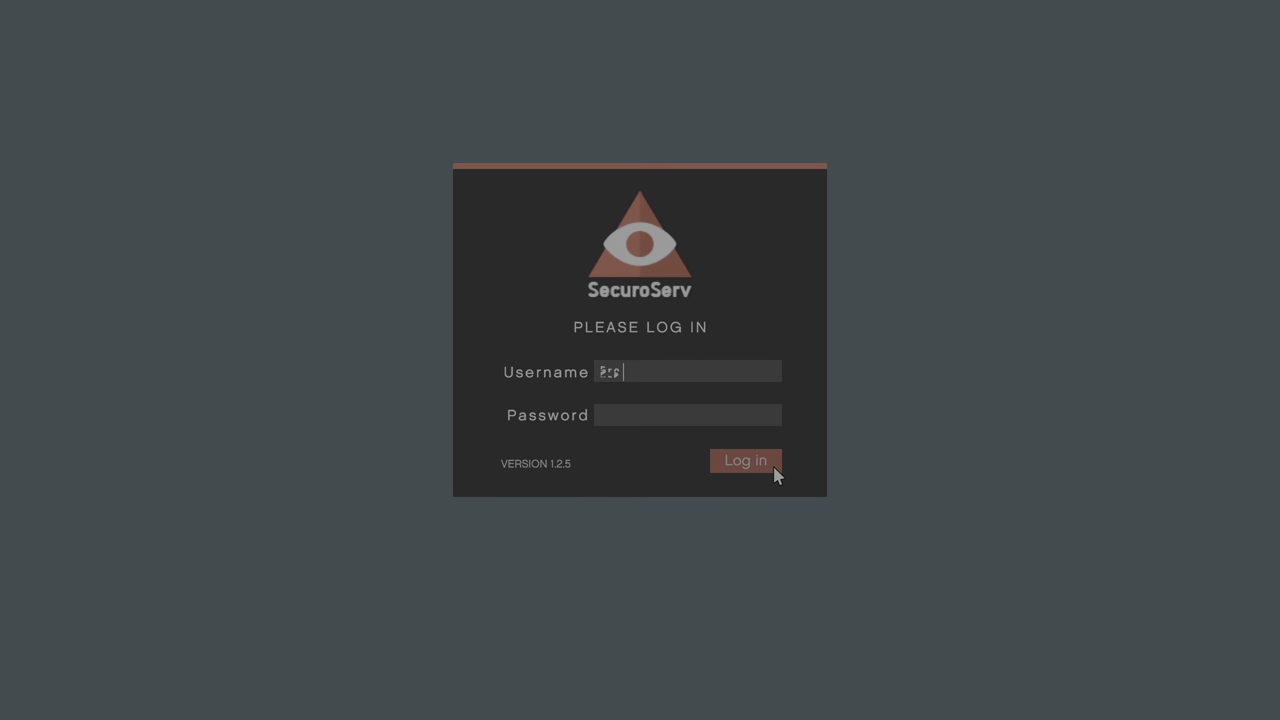 SecuroServ
PLEASE LOG IN
Username
Password
VERSION 1.2.5
Log in